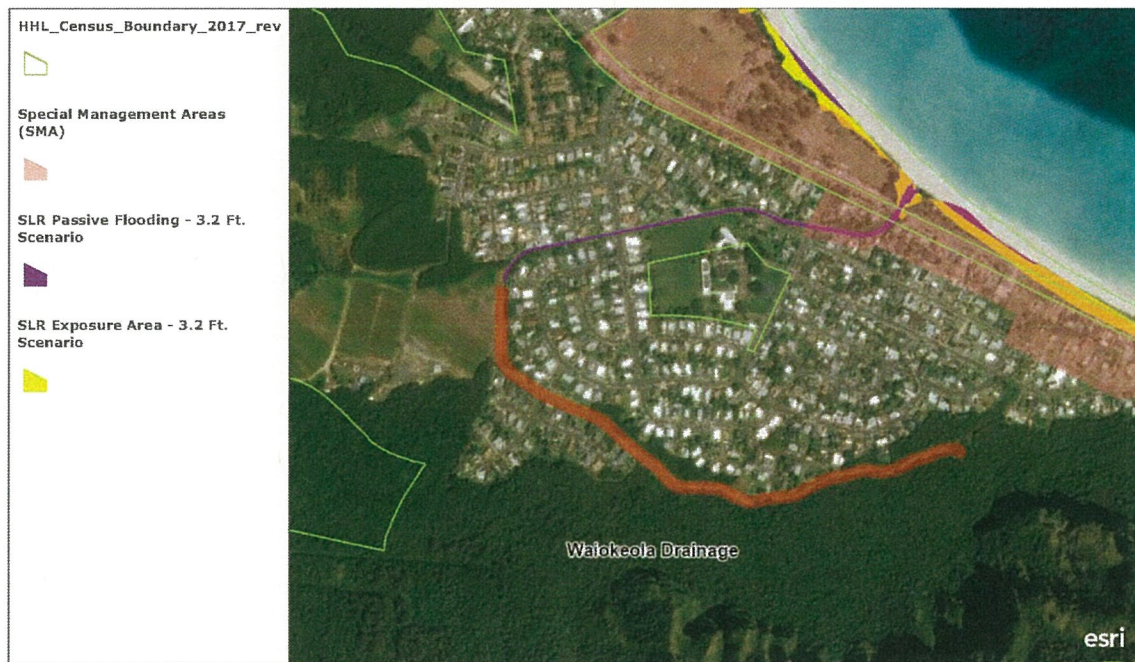 HHL_Census_Boundary_2017_rev
Special Management Areas
(SMA)
SLR Passive Flooding - 3.2 Ft.
Scenario
SLR Exposure Area - 3.2 Ft.
Scenario
Waiokeola Drainage
esri